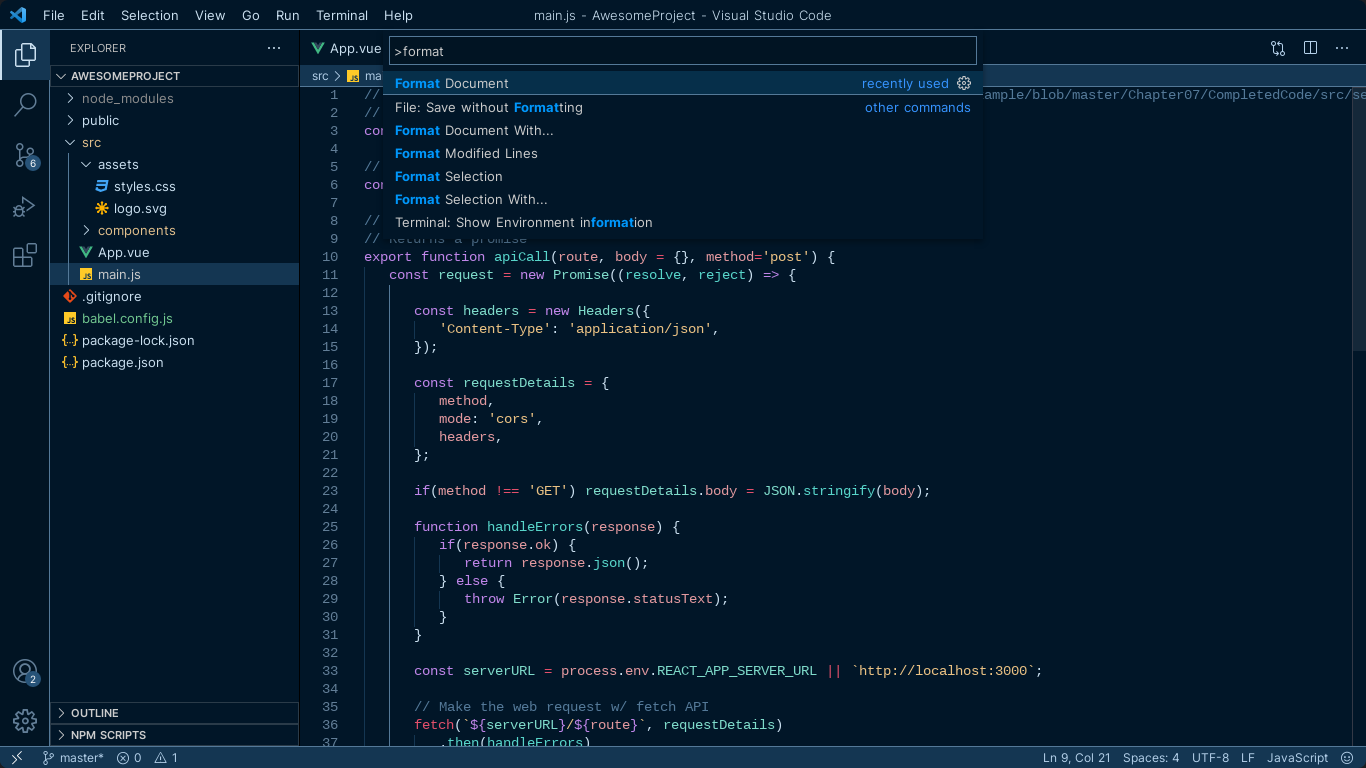 File Edit Selection View Go Run Terminal Help
main.js - AwesomeProject - Visual Studio Code
EXPLORER
AWESOMEPROJECT
node_modules
public
src
assets
styles.css
logo.svg
components
App.vue
main.js
.gitignore
babel.config.js
package-lock.json
package.json
OUTLINE
NPM SCRIPTS
6
2
App.vue
>format
src
Format Document recently used
File: Save without Formatting other commands
Format Document With...
Format Modified Lines
Format Selection
Format Selection With...
Terminal: Show Environment information
1 // ample/blob/master/Chapter07/CompletedCode/src/se
2 //
3 con
4
5 //
6 con
7
8 //
9 // Returns a promise
10 export function apiCall(route, body = {}, method='post') {
11 const request = new Promise((resolve, reject) => {
12
13 const headers = new Headers({
14 'Content-Type': 'application/json',
15 });
16
17 const requestDetails = {
18 method,
19 mode: 'cors',
20 headers,
21 };
22
23 if(method !== 'GET') requestDetails.body = JSON.stringify(body);
24
25 function handleErrors(response) {
26 if(response.ok) {
27 return response.json();
28 } else {
29 throw Error(response.statusText);
30 }
31 }
32
33 const serverURL = process.env.REACT_APP_SERVER_URL || `http://localhost:3000`;
34
35 // Make the web request w/ fetch API
36 fetch(`${serverURL}/${route}`, requestDetails)
37 .then(handleErrors)
master* 0 1
Ln 9, Col 21 Spaces: 4 UTF-8 LF JavaScript